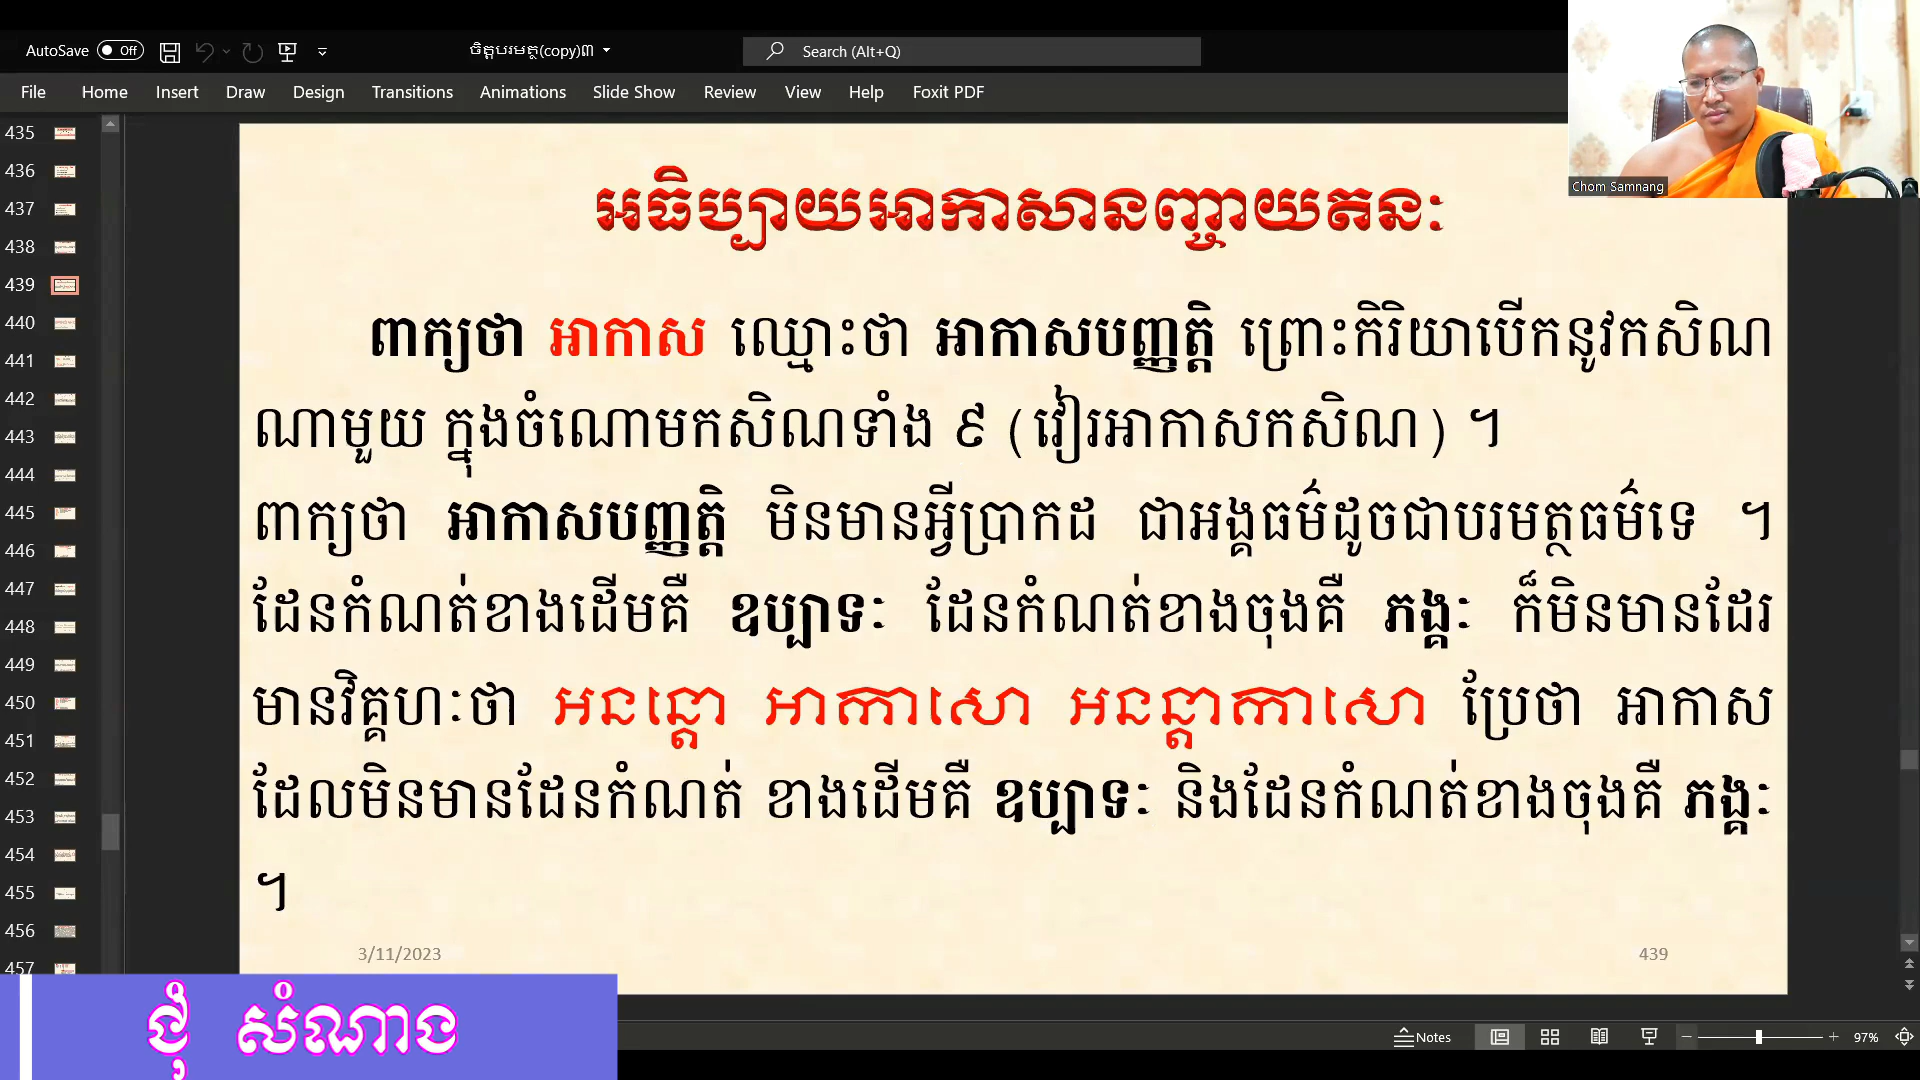 AutoSave Off
ចិត្តបរមត្ថ(copy)៣
Search (Alt+Q)
File Home Insert Draw Design Transitions Animations Slide Show Review View Help Foxit PDF
Chom Samnang
435
436
437
438
439
440
441
442
443
444
445
446
447
448
449
450
451
452
453
454
455
456
457
អធិប្បាយអាកាសានញ្ចាយតនៈ
ពាក្យថា អាកាស ឈ្មោះថា អាកាសបញ្ញត្តិ ព្រោះកិរិយាបើកនូវកសិណ
ណាមួយ ក្នុងចំណោមកសិណទាំង ៩ (វៀរអាកាសកសិណ) ។
ពាក្យថា អាកាសបញ្ញត្តិ មិនមានអ្វីប្រាកដ ជាអង្គធម៌ដូចជាបរមត្ថធម៌ទេ ។
ដែនកំណត់ខាងដើមគឺ ឧប្បាទៈ ដែនកំណត់ខាងចុងគឺ ភង្គៈ ក៏មិនមានដែរ
មានវិគ្គហៈថា អនន្តោ អាកាសោ អនន្តាកាសោ ប្រែថា អាកាស
ដែលមិនមានដែនកំណត់ ខាងដើមគឺ ឧប្បាទៈ និងដែនកំណត់ខាងចុងគឺ ភង្គៈ
។
3/11/2023
439
ជុំ សំណាង
Notes
97%